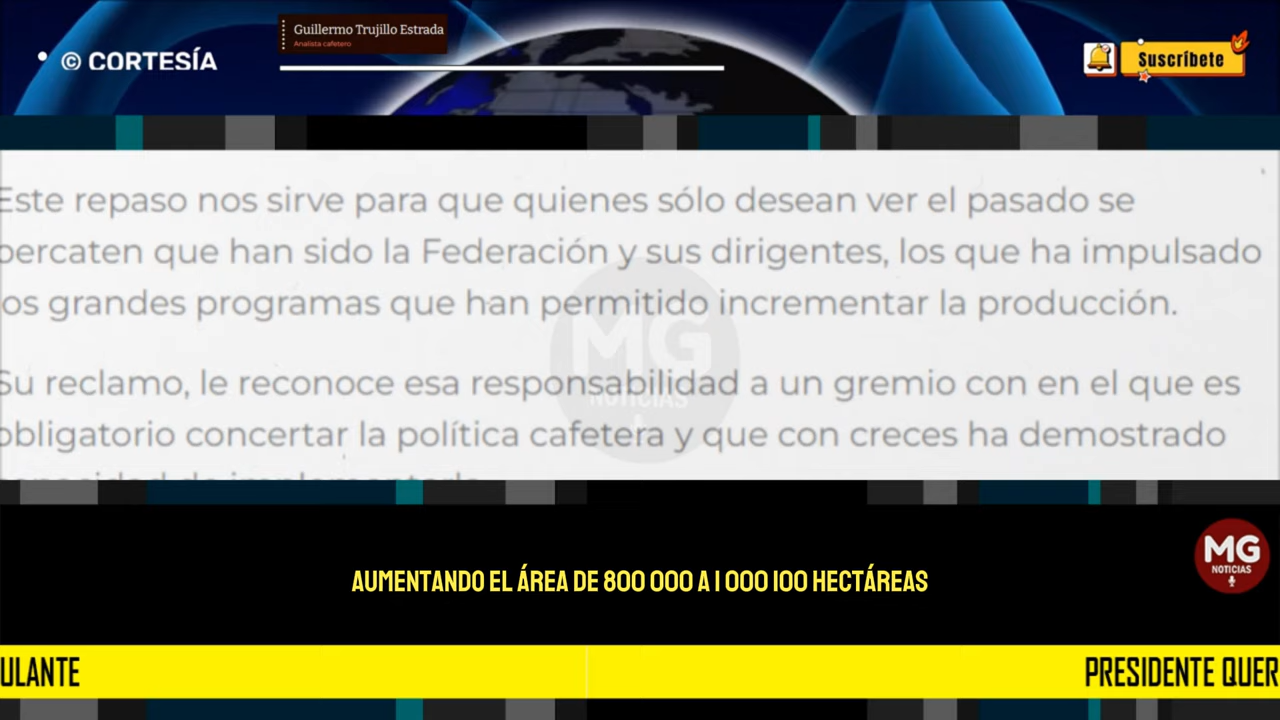 Guillermo Trujillo Estrada
Analista cafetero
© CORTESÍA
Suscríbete
Este repaso nos sirve para que quienes sólo desean ver el pasado se
percaten que han sido la Federación y sus dirigentes, los que ha impulsado
los grandes programas que han permitido incrementar la producción.
Su reclamo, le reconoce esa responsabilidad a un gremio con en el que es
obligatorio concertar la política cafetera y que con creces ha demostrado
MG
NOTICIAS
AUMENTANDO EL ÁREA DE 800 000 A 1 000 100 HECTÁREAS
MG
NOTICIAS
ULANTE
PRESIDENTE QUER